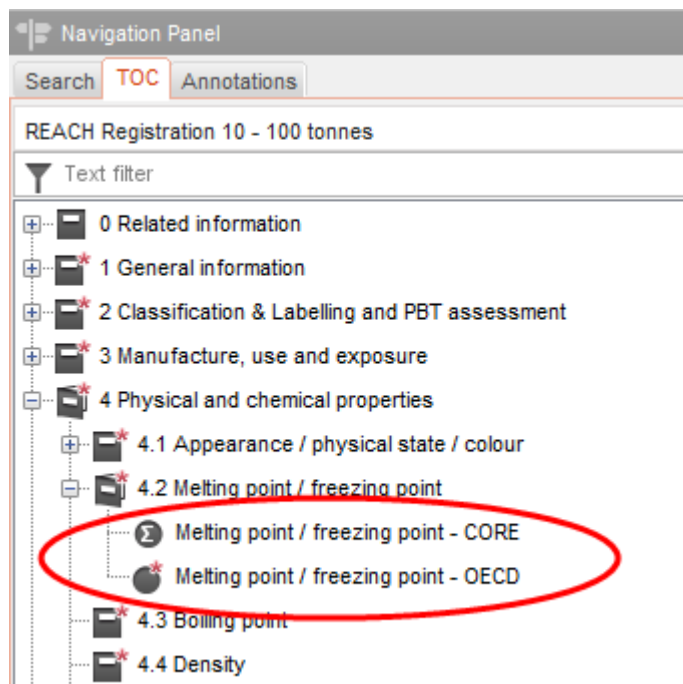 Navigation Panel
Search TOC Annotations
REACH Registration 10 - 100 tonnes
Text filter
0 Related information
* 1 General information
* 2 Classification & Labelling and PBT assessment
* 3 Manufacture, use and exposure
* 4 Physical and chemical properties
* 4.1 Appearance / physical state / colour
* 4.2 Melting point / freezing point
Σ Melting point / freezing point - CORE
* Melting point / freezing point - OECD
* 4.3 Boiling point
* 4.4 Density